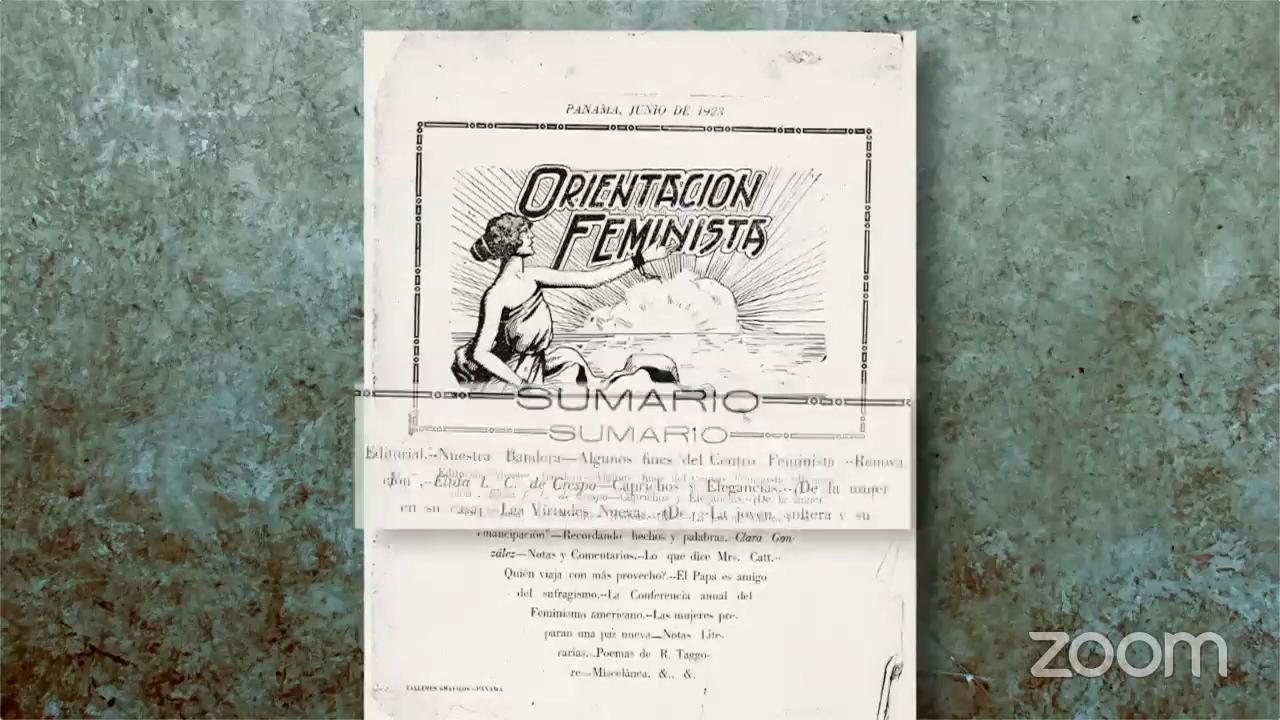 PANAMA, JUNIO DE 1923
ORIENTACION
FEMINISTA
SUMARIO
SUMARIO
Editorial.--Nuestra Bandera--Algunos fines del Centro Feminista --Renova
ción .--Elida L. C. de Crespo--Caprichos y Elegancias.--(De la mujer
en su casa) Las Virtudes Nuevas. (De "La joven soltera y su
emancipación"--Recordando hechos y palabras. Clara Gon-
zález--Notas y Comentarios.--Lo que dice Mrs. Catt.--
Quién viaja con más provecho?.--El Papa es amigo
del sufragismo.--La Conferencia anual del
Feminismo americano.--Las mujeres pre.
paran una paz nueva--Notas Lite.
rarias..Poemas de R. Taggo-
re--Miscelánea. &.. &.
TALLERES GRÁFICOS--PANAMÁ
zoom